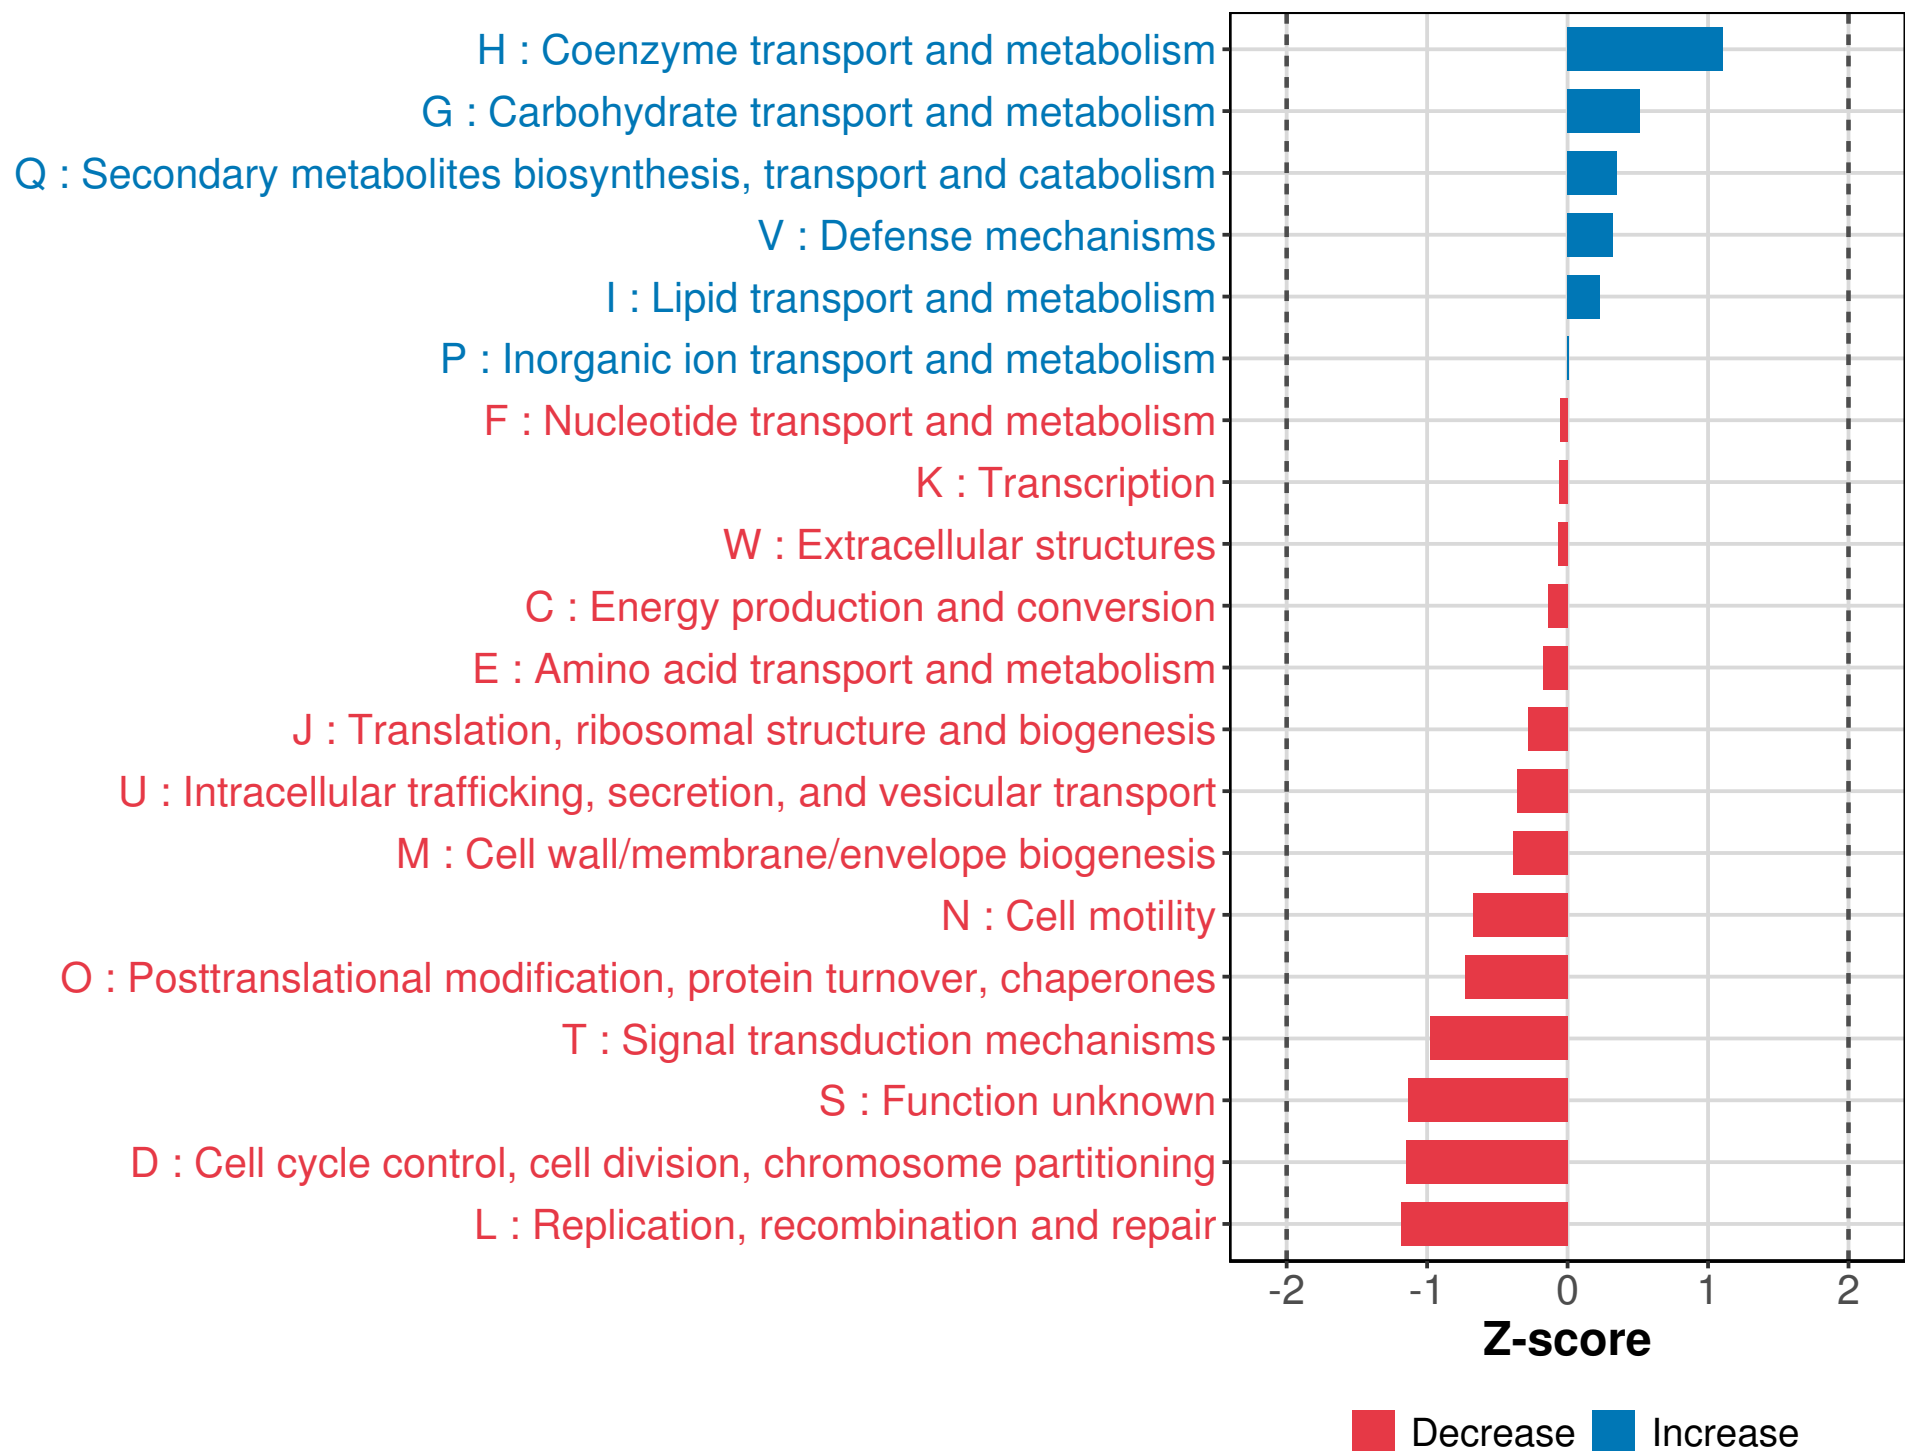 H : Coenzyme transport and metabolism
G : Carbohydrate transport and metabolism
Q : Secondary metabolites biosynthesis, transport and catabolism
V : Defense mechanisms
I : Lipid transport and metabolism
P : Inorganic ion transport and metabolism
F : Nucleotide transport and metabolism
K : Transcription
W : Extracellular structures
C : Energy production and conversion
E : Amino acid transport and metabolism
J : Translation, ribosomal structure and biogenesis
U : Intracellular trafficking, secretion, and vesicular transport
M : Cell wall/membrane/envelope biogenesis
N : Cell motility
O : Posttranslational modification, protein turnover, chaperones
T : Signal transduction mechanisms
S : Function unknown
D : Cell cycle control, cell division, chromosome partitioning
L : Replication, recombination and repair
-2 -1 0 1 2
Z-score
Decrease Increase